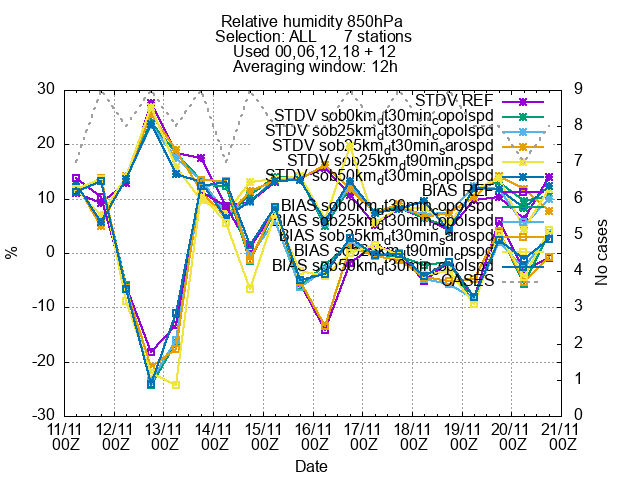 Relative humidity 850hPa
Selection: ALL 7 stations
Used 00,06,12,18 + 12
Averaging window: 12h
STDV REF
STDV sob0km_dt30min_copolspd
STDV sob25km_dt30min_copolspd
STDV sob25km_dt30min_sarospd
STDV sob25km_dt90min_cpspd
STDV sob50km_dt30min_copolspd
BIAS REF
BIAS sob0km_dt30min_copolspd
BIAS sob25km_dt30min_copolspd
BIAS sob25km_dt30min_sarospd
BIAS sob25km_dt90min_cpspd
BIAS sob50km_dt30min_copolspd
CASES
30 20 10 0 -10 -20 -30
%
9 8 7 6 5 4 3 2 1 0
No cases
11/11 12/11 13/11 14/11 15/11 16/11 17/11 18/11 19/11 20/11 21/11
00Z 00Z 00Z 00Z 00Z 00Z 00Z 00Z 00Z 00Z 00Z
Date